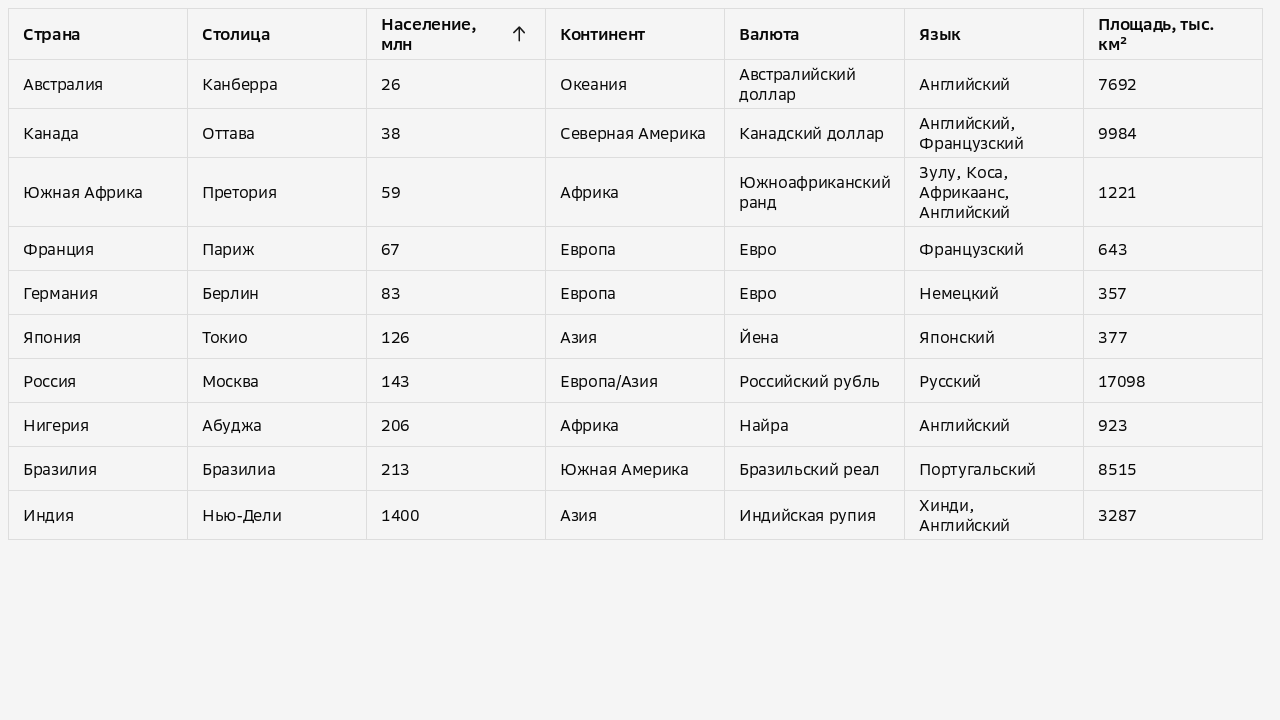 Страна Столица Население, млн Континент Валюта Язык Площадь, тыс. км²
Австралия Канберра 26 Океания Австралийский доллар Английский 7692
Канада Оттава 38 Северная Америка Канадский доллар Английский, Французский 9984
Южная Африка Претория 59 Африка Южноафриканский ранд Зулу, Коса, Африкаанс, Английский 1221
Франция Париж 67 Европа Евро Французский 643
Германия Берлин 83 Европа Евро Немецкий 357
Япония Токио 126 Азия Йена Японский 377
Россия Москва 143 Европа/Азия Российский рубль Русский 17098
Нигерия Абуджа 206 Африка Найра Английский 923
Бразилия Бразилиа 213 Южная Америка Бразильский реал Португальский 8515
Индия Нью-Дели 1400 Азия Индийская рупия Хинди, Английский 3287